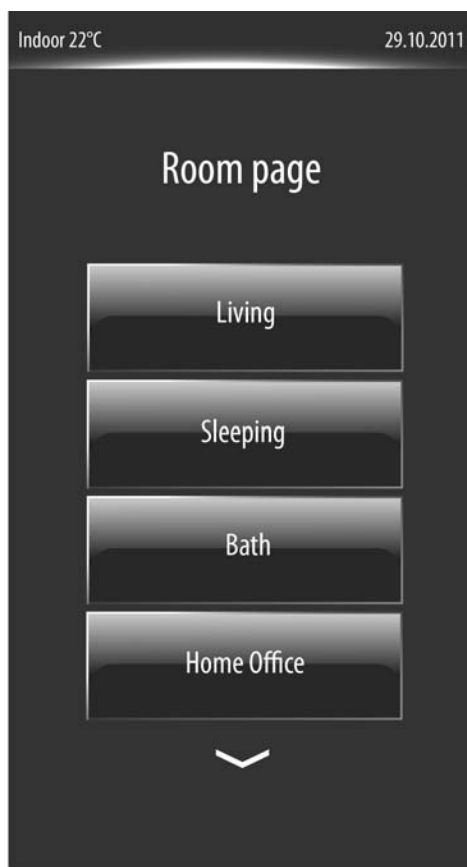 Indoor 22°C 29.10.2011
Room page
Living
Sleeping
Bath
Home Office